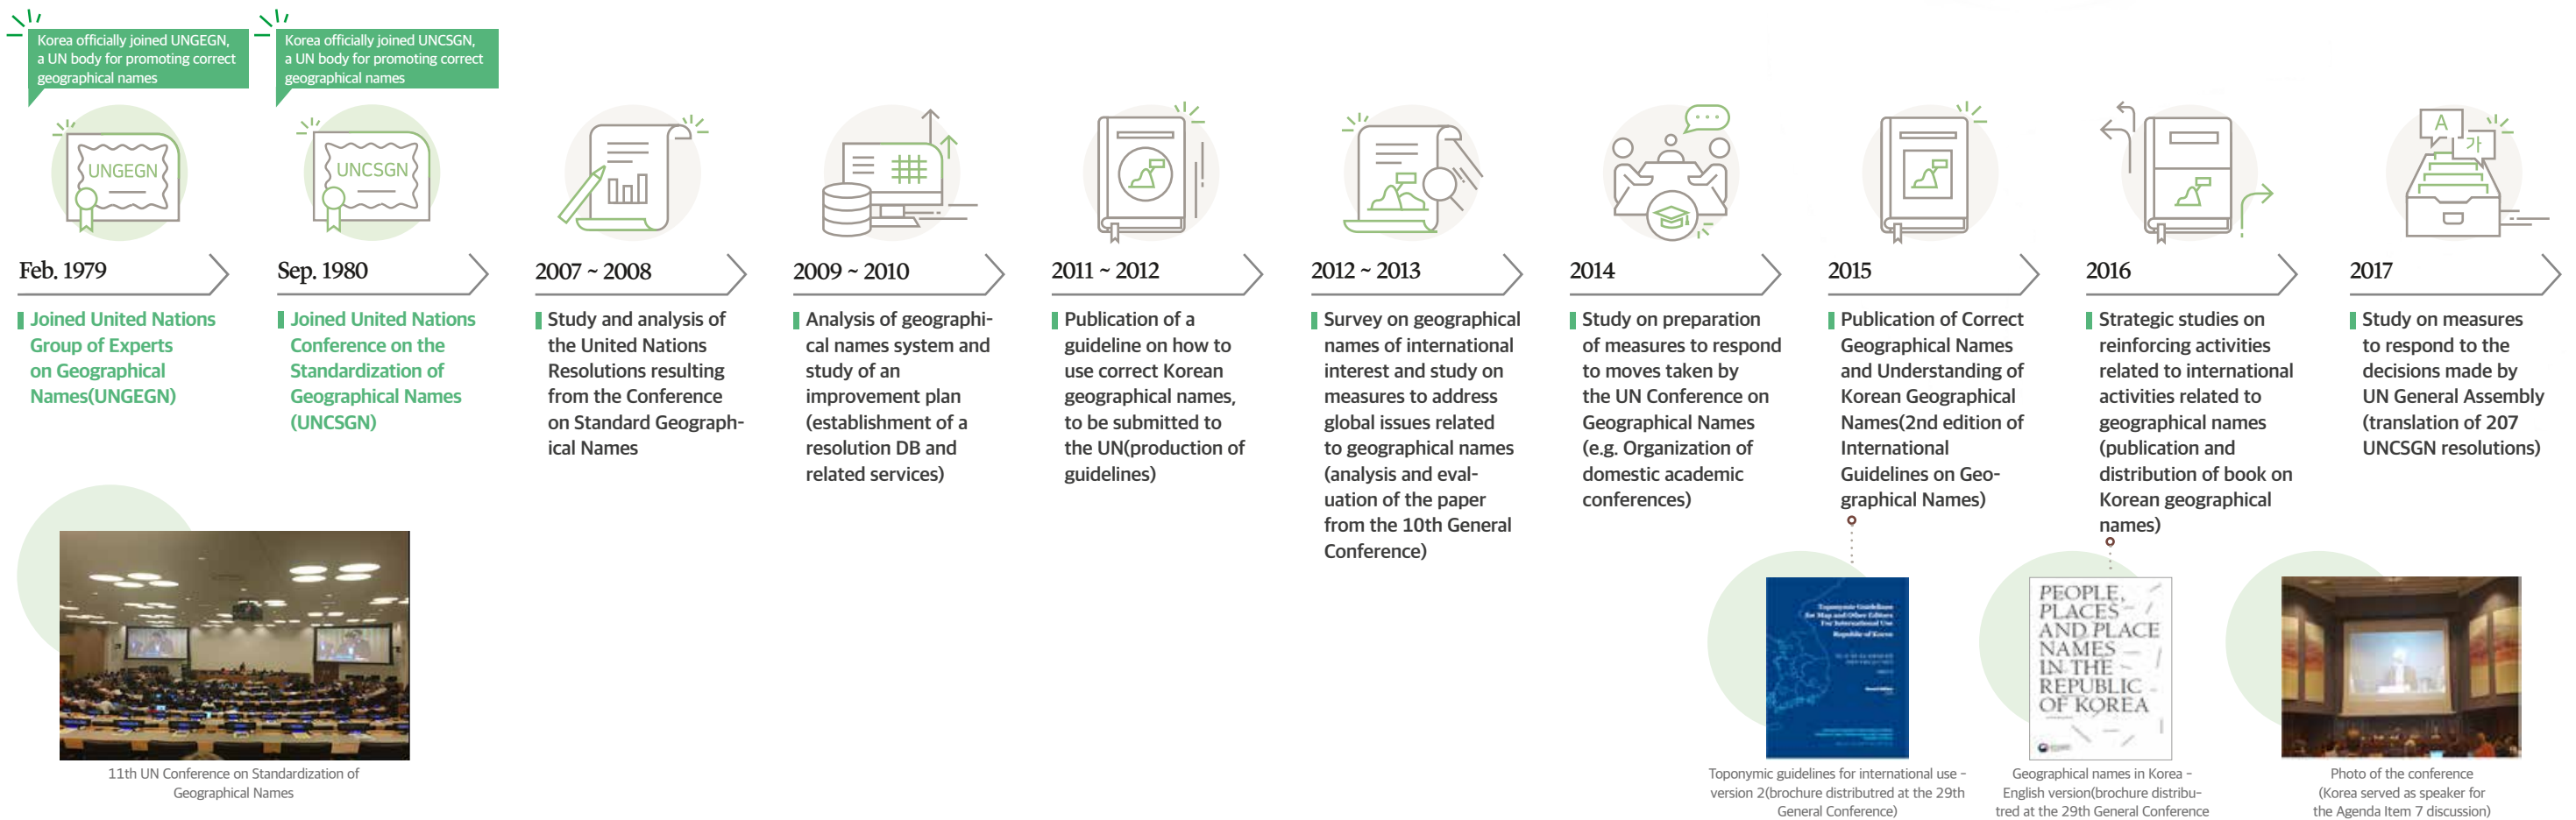 Korea officially joined UNGEGN,
a UN body for promoting correct
geographical names
Korea officially joined UNCSGN,
a UN body for promoting correct
geographical names
UNGEGN
UNCSGN
A
가
Feb. 1979
Joined United Nations
Group of Experts
on Geographical
Names(UNGEGN)
Sep. 1980
Joined United Nations
Conference on the
Standardization of
Geographical Names
(UNCSGN)
2007 ~ 2008
Study and analysis of
the United Nations
Resolutions resulting
from the Conference
on Standard Geograph-
ical Names
2009 ~ 2010
Analysis of geographi-
cal names system and
study of an
improvement plan
(establishment of a
resolution DB and
related services)
2011 ~ 2012
Publication of a
guideline on how to
use correct Korean
geographical names,
to be submitted to
the UN(production of
guidelines)
2012 ~ 2013
Survey on geographical
names of international
interest and study on
measures to address
global issues related
to geographical names
(analysis and eval-
uation of the paper
from the 10th General
Conference)
2014
Study on preparation
of measures to respond
to moves taken by
the UN Conference on
Geographical Names
(e.g. Organization of
domestic academic
conferences)
2015
Publication of Correct
Geographical Names
and Understanding of
Korean Geographical
Names(2nd edition of
International
Guidelines on Geo-
graphical Names)
2016
Strategic studies on
reinforcing activities
related to international
activities related to
geographical names
(publication and
distribution of book on
Korean geographical
names)
2017
Study on measures
to respond to the
decisions made by
UN General Assembly
(translation of 207
UNCSGN resolutions)
11th UN Conference on Standardization of
Geographical Names
Toponymic Guidelines
for Map and Other Editors
For International Use
Republic of Korea
Toponymic guidelines for international use -
version 2(brochure distributred at the 29th
General Conference)
PEOPLE,
PLACES
AND PLACE
NAMES
IN THE
REPUBLIC
OF KOREA
Geographical names in Korea -
English version(brochure distribu-
tred at the 29th General Conference
Photo of the conference
(Korea served as speaker for
the Agenda Item 7 discussion)